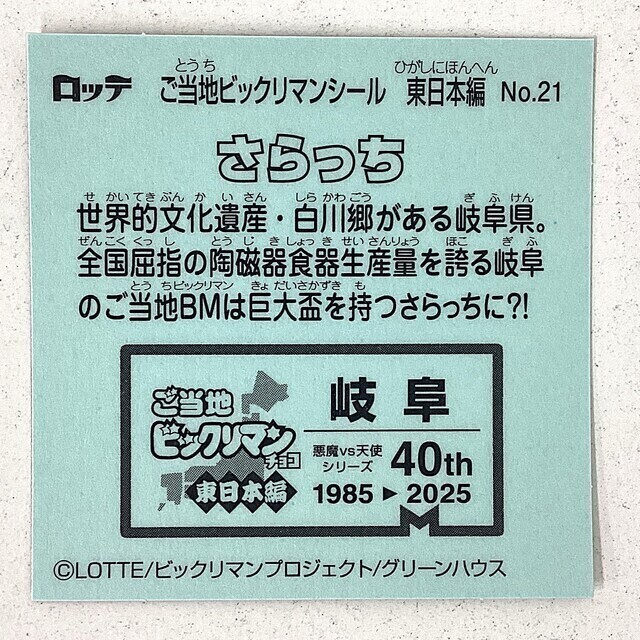 ロッテ ご当地ビックリマンシール 東日本編 No.21
とうち ひがしにほんへん
さらっち
せかいてきぶんかいさん しらかわごう ぎふけん
世界的文化遺産・白川郷がある岐阜県。
ぜんこくくっし とうじきしょっきせいさんりょう ほこ ぎふ
全国屈指の陶磁器食器生産量を誇る岐阜
とうちビックリマン きょだいさかずき も
のご当地BMは巨大盃を持つさらっちに?!
ご当地
ビックリマン
チョコ
東日本編
岐阜
悪魔vs天使
シリーズ 40th
1985▶2025
©LOTTE/ビックリマンプロジェクト/グリーンハウス